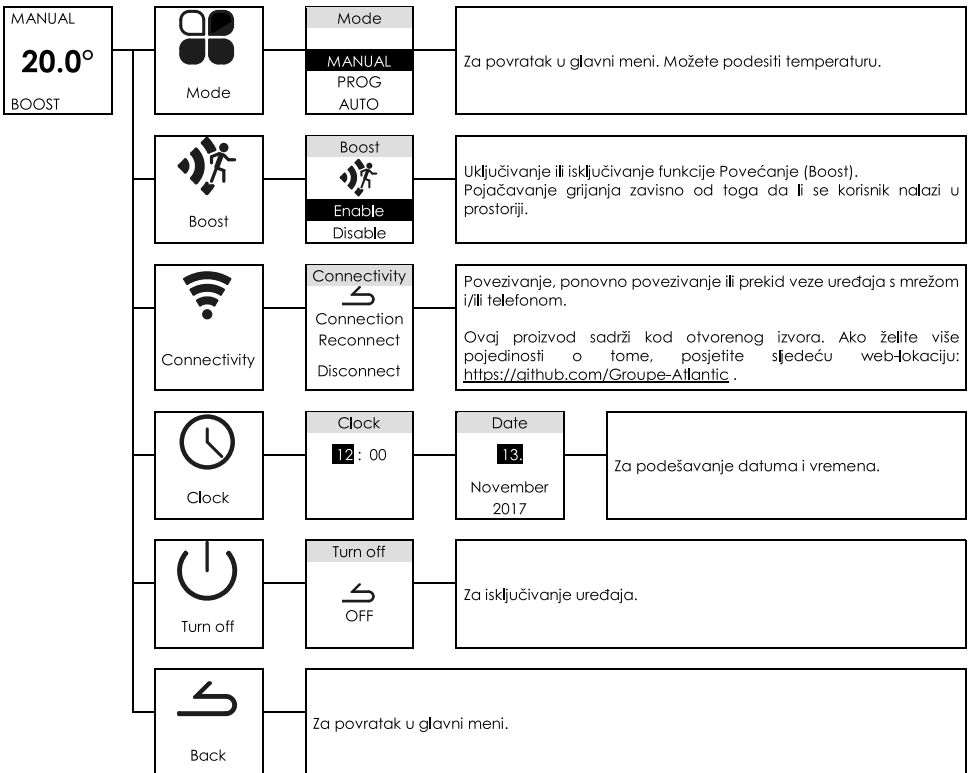 MANUAL
20.0°
BOOST
Mode
Mode
MANUAL
PROG
AUTO
Za povratak u glavni meni. Možete podesiti temperaturu.
Boost
Boost
Enable
Disable
Uključivanje ili isključivanje funkcije Povećanje (Boost).
Pojačavanje grijanja zavisno od toga da li se korisnik nalazi u
prostoriji.
Connectivity
Connectivity
Connection
Reconnect
Disconnect
Povezivanje, ponovno povezivanje ili prekid veze uređaja s mrežom
i/ili telefonom.
Ovaj proizvod sadrži kod otvorenog izvora. Ako želite više
pojedinosti o tome, posjetite sljedeću web-lokaciju:
https://github.com/Groupe-Atlantic .
Clock
Clock
12 : 00
Date
13.
November
2017
Za podešavanje datuma i vremena.
Turn off
Turn off
OFF
Za isključivanje uređaja.
Back
Za povratak u glavni meni.